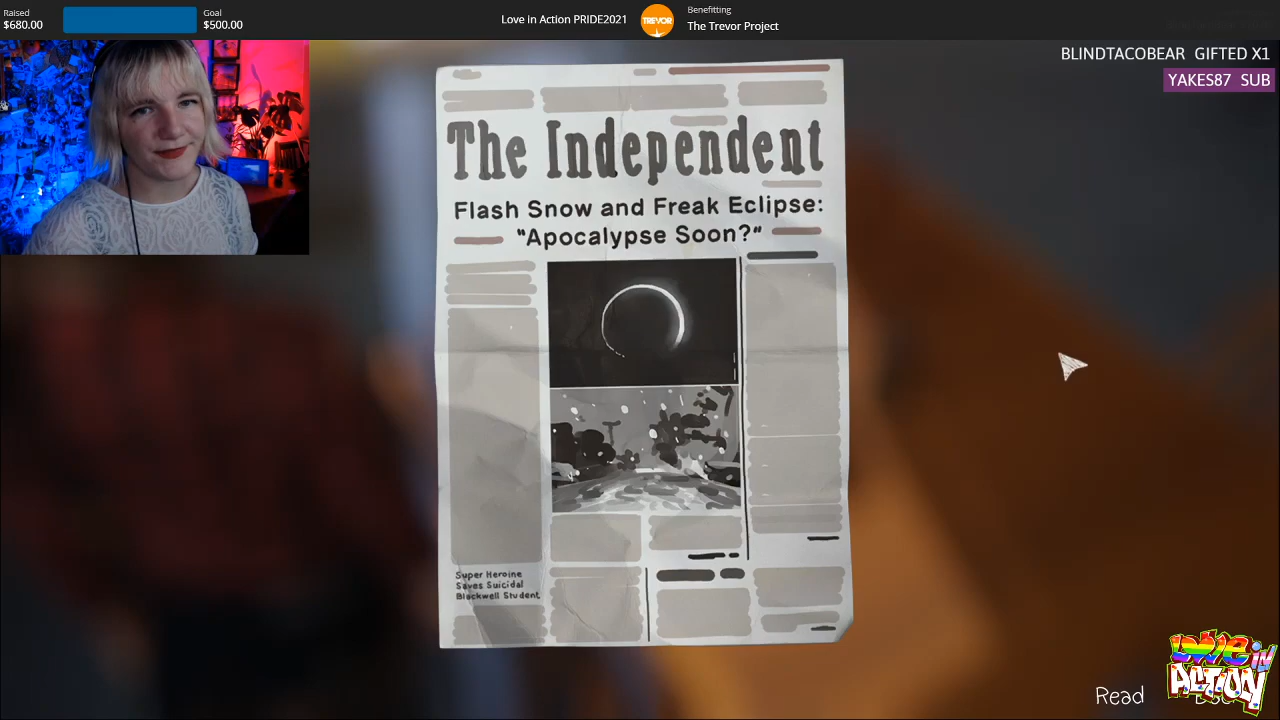 Raised
$680.00
Goal
$500.00
Love in Action PRIDE2021
TREVOR
Benefitting
The Trevor Project
BLINDTACOBEAR GIFTED X1
YAKES87 SUB
The Independent
Flash Snow and Freak Eclipse:
"Apocalypse Soon?"
Super Heroine
Saves Suicidal
Blackwell Student
Read
LOVE in
ACTION